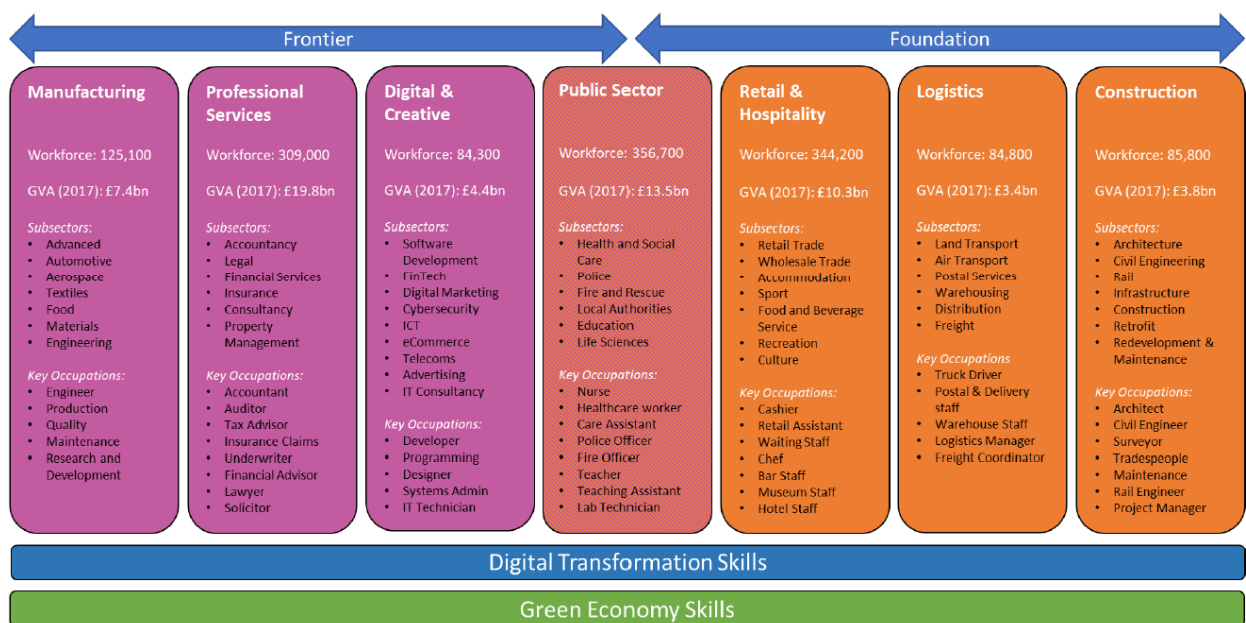 Frontier
Foundation
Manufacturing
Workforce: 125,100
GVA (2017): £7.4bn
Subsectors:
• Advanced
• Automotive
• Aerospace
• Textiles
• Food
• Materials
• Engineering
Key Occupations:
• Engineer
• Production
• Quality
• Maintenance
• Research and
Development
Professional
Services
Workforce: 309,000
GVA (2017): £19.8bn
Subsectors:
• Accountancy
• Legal
• Financial Services
• Insurance
• Consultancy
• Property
Management
Key Occupations:
• Accountant
• Auditor
• Tax Advisor
• Insurance Claims
• Underwriter
• Financial Advisor
• Lawyer
• Solicitor
Digital &
Creative
Workforce: 84,300
GVA (2017): £4.4bn
Subsectors:
• Software
Development
• FinTech
• Digital Marketing
• Cybersecurity
• ICT
• eCommerce
• Telecoms
• Advertising
• IT Consultancy
Key Occupations:
• Developer
• Programming
• Designer
• Systems Admin
• IT Technician
Public Sector
Workforce: 356,700
GVA (2017): £13.5bn
Subsectors:
• Health and Social
Care
• Police
• Fire and Rescue
• Local Authorities
• Education
• Life Sciences
Key Occupations:
• Nurse
• Healthcare worker
• Care Assistant
• Police Officer
• Fire Officer
• Teacher
• Teaching Assistant
• Lab Technician
Retail &
Hospitality
Workforce: 344,200
GVA (2017): £10.3bn
Subsectors:
• Retail Trade
• Wholesale Trade
• Accommodation
• Sport
• Food and Beverage
Service
• Recreation
• Culture
Key Occupations:
• Cashier
• Retail Assistant
• Waiting Staff
• Chef
• Bar Staff
• Museum Staff
• Hotel Staff
Logistics
Workforce: 84,800
GVA (2017): £3.4bn
Subsectors:
• Land Transport
• Air Transport
• Postal Services
• Warehousing
• Distribution
• Freight
Key Occupations
• Truck Driver
• Postal & Delivery
staff
• Warehouse Staff
• Logistics Manager
• Freight Coordinator
Construction
Workforce: 85,800
GVA (2017): £3.8bn
Subsectors:
• Architecture
• Civil Engineering
• Rail
• Infrastructure
• Construction
• Retrofit
• Redevelopment &
Maintenance
Key Occupations:
• Architect
• Civil Engineer
• Surveyor
• Tradespeople
• Maintenance
• Rail Engineer
• Project Manager
Digital Transformation Skills
Green Economy Skills